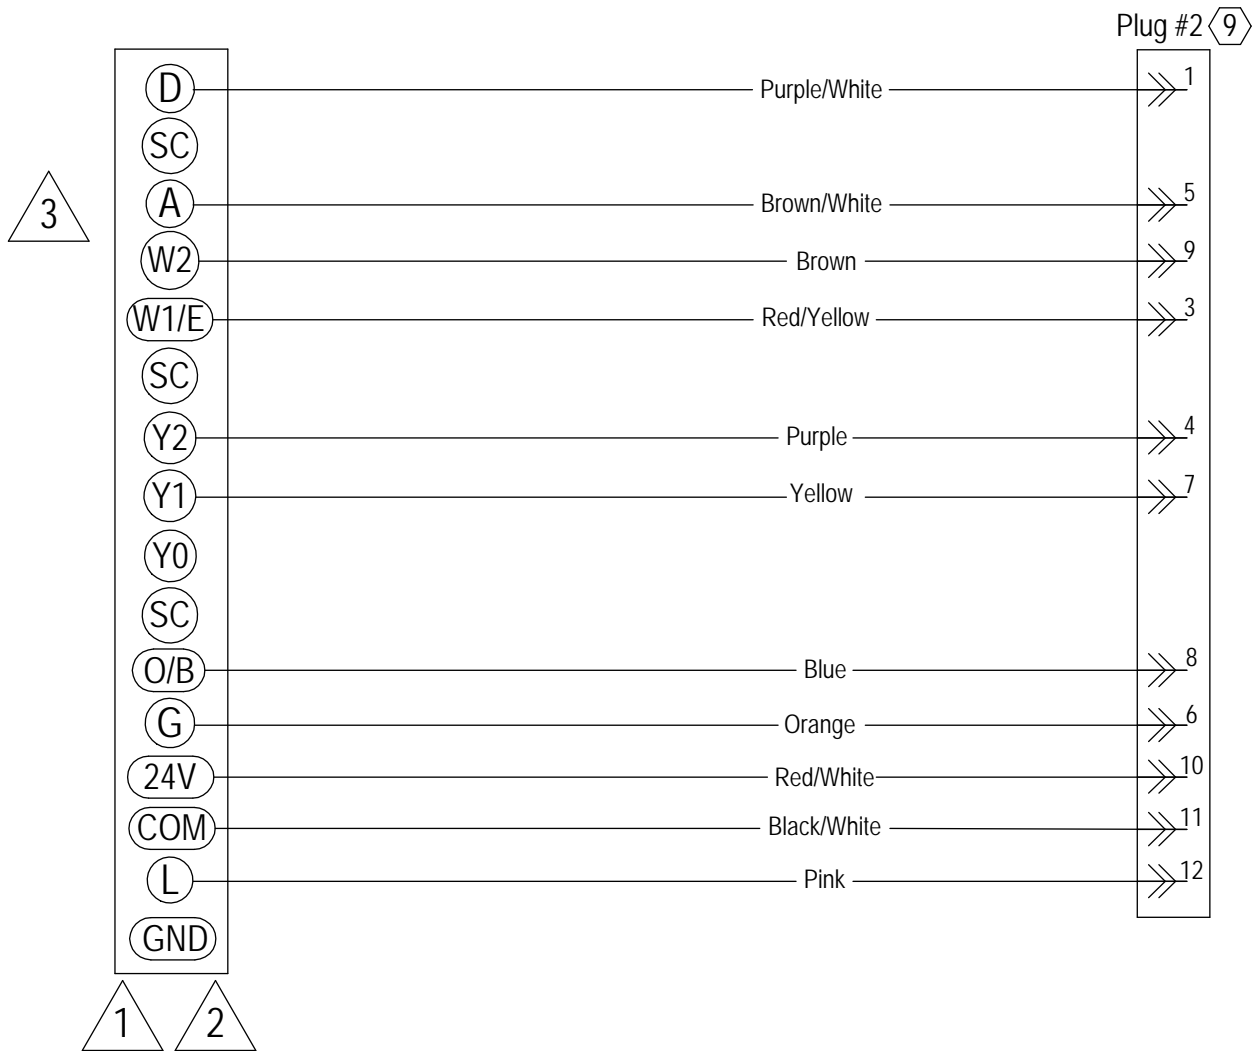 Plug #2 9
D Purple/White 1
SC
3
A Brown/White 5
W2 Brown 9
W1/E Red/Yellow 3
SC
Y2 Purple 4
Y1 Yellow 7
Y0
SC
O/B Blue 8
G Orange 6
24V Red/White 10
COM Black/White 11
L Pink 12
GND
1 2